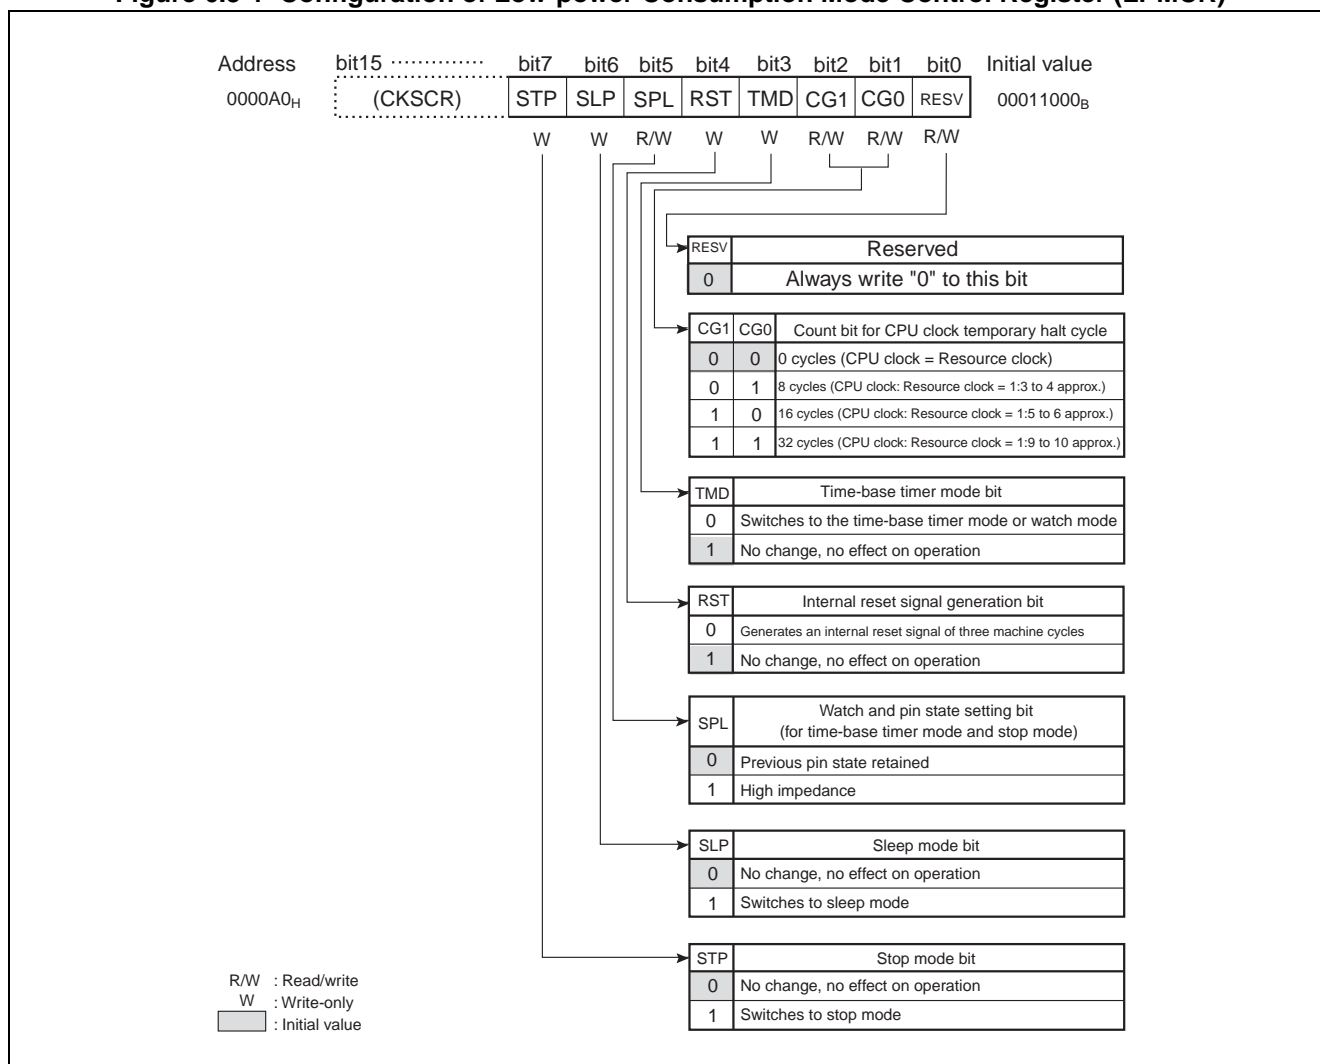 Figure 6.3-1 Configuration of Low-power Consumption Mode Control Register (LPMCR)
Address bit15 ············· bit7 bit6 bit5 bit4 bit3 bit2 bit1 bit0 Initial value
0000A0H (CKSCR) STP SLP SPL RST TMD CG1 CG0 RESV 00011000B
W W R/W W W R/W R/W R/W
RESV Reserved
0 Always write "0" to this bit
CG1 CG0 Count bit for CPU clock temporary halt cycle
0 0 0 cycles (CPU clock = Resource clock)
0 1 8 cycles (CPU clock: Resource clock = 1:3 to 4 approx.)
1 0 16 cycles (CPU clock: Resource clock = 1:5 to 6 approx.)
1 1 32 cycles (CPU clock: Resource clock = 1:9 to 10 approx.)
TMD Time-base timer mode bit
0 Switches to the time-base timer mode or watch mode
1 No change, no effect on operation
RST Internal reset signal generation bit
0 Generates an internal reset signal of three machine cycles
1 No change, no effect on operation
SPL Watch and pin state setting bit
(for time-base timer mode and stop mode)
0 Previous pin state retained
1 High impedance
SLP Sleep mode bit
0 No change, no effect on operation
1 Switches to sleep mode
STP Stop mode bit
0 No change, no effect on operation
1 Switches to stop mode
R/W : Read/write
W : Write-only
: Initial value